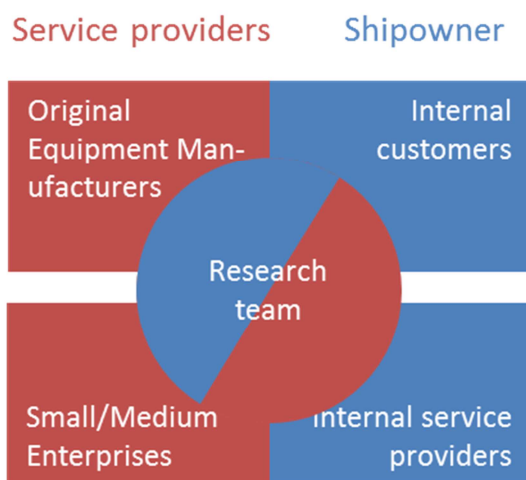 Service providers
Shipowner
Original
Equipment Man-
ufacturers
Internal
customers
Research
team
Small/Medium
Enterprises
Internal service
providers